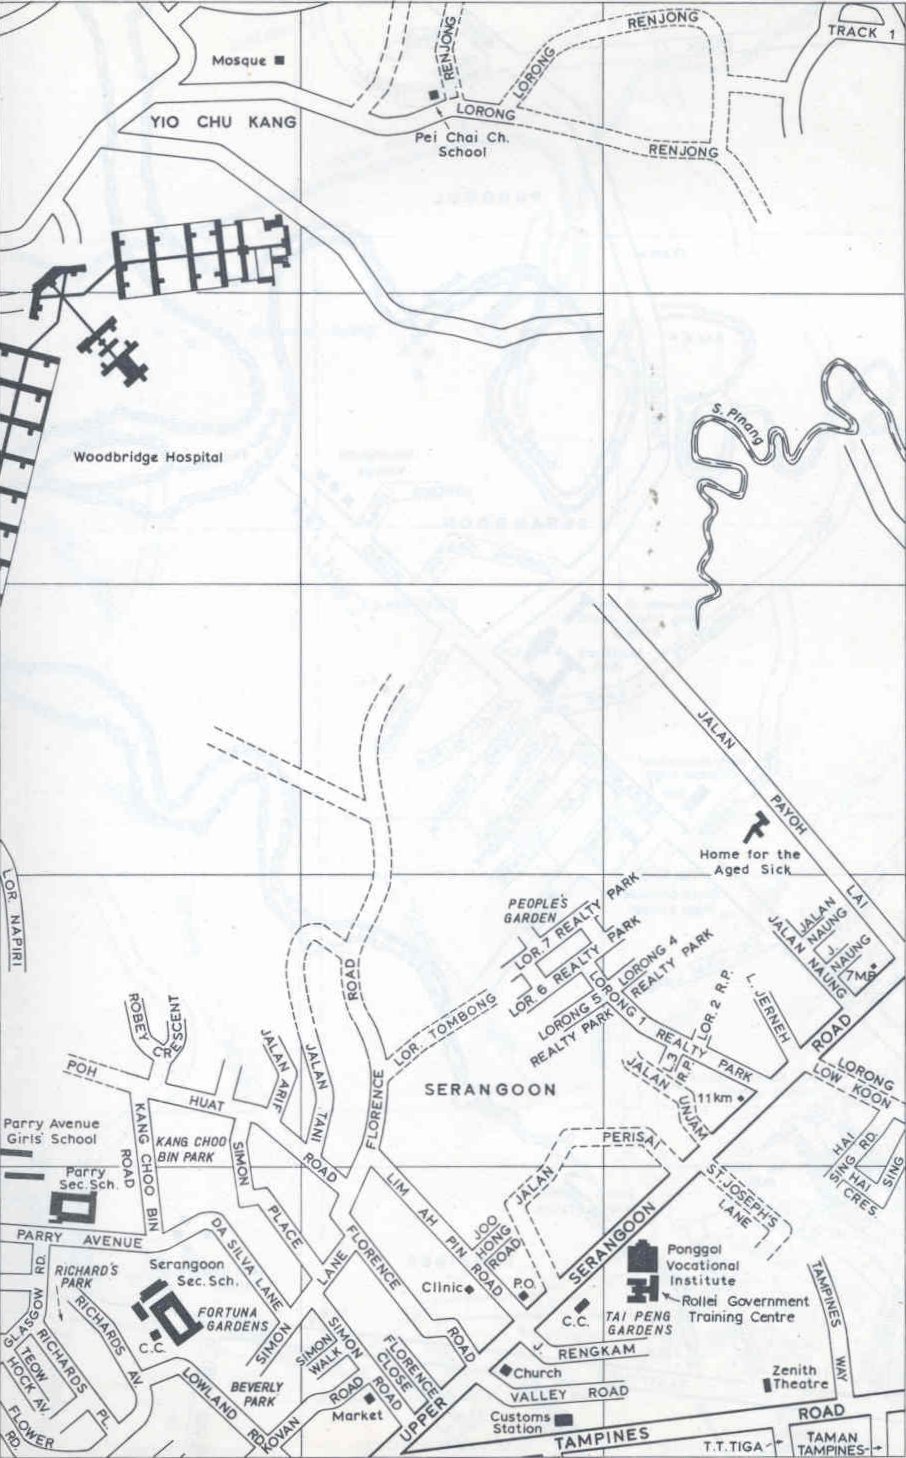 TRACK 1
RENJONG
RENJONG
LORONG
Mosque
LORONG
YIO CHU KANG
Pei Chai Ch.
School
RENJONG
S. Pinang
Woodbridge Hospital
JALAN
PAYOH
LAI
Home for the
Aged Sick
LOR. NAPIRI
PEOPLE'S
GARDEN
LOR. 7 REALTY PARK
LOR. 6 REALTY PARK
LORONG 5
REALTY PARK
LORONG 4
REALTY PARK
LORONG 1 REALTY PARK
LOR. 2 R.P.
L. 3
R.P.
L. JERNEH
JALAN
NAUNG
JALAN NAUNG
J.
NAUNG
7MS
ROAD
LORONG
LOW KOON
HAI
SING RD.
HAI
SING
CRES.
ROBEY
CRESCENT
POH
HUAT
ROAD
JALAN ARIF
JALAN
TANI
ROAD
FLORENCE
LOR. TOMBONG
SERANGOON
JALAN
UNJAM
11km
PERISAI
JALAN
ST. JOSEPH'S
LANE
Parry Avenue
Girls' School
Parry
Sec. Sch.
KANG CHOO BIN
ROAD
KANG CHOO
BIN PARK
SIMON
PLACE
LANE
LIM AH PIN
ROAD
JOO
HONG
ROAD
SERANGOON
PARRY AVENUE
DA SILVA LANE
FLORENCE
ROAD
Serangoon
Sec. Sch.
FORTUNA
GARDENS
C.C.
RICHARD'S
PARK
RICHARDS
AV.
GLASGOW
RD.
RICHARDS
PL.
TEOW
HOCK AV.
FLOWER
RD.
LOWLAND
RD.
SIMON
SIMON
WALK
SIMON
ROAD
BEVERLY
PARK
KOVAN
ROAD
Market
FLORENCE
CLOSE
UPPER
Clinic
P.O.
C.C.
Ponggol
Vocational
Institute
Rollei Government
Training Centre
TAI PENG
GARDENS
J. RENGKAM
Church
VALLEY ROAD
Customs
Station
Zenith
Theatre
TAMPINES
WAY
TAMPINES
ROAD
T.T. TIGA
TAMAN
TAMPINES